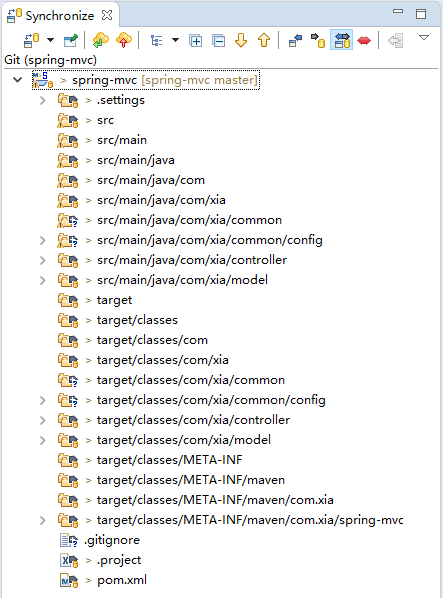 Synchronize
Git (spring-mvc)
> spring-mvc [spring-mvc master]
> .settings
> src
> src/main
> src/main/java
> src/main/java/com
> src/main/java/com/xia
> src/main/java/com/xia/common
> src/main/java/com/xia/common/config
> src/main/java/com/xia/controller
> src/main/java/com/xia/model
> target
> target/classes
> target/classes/com
> target/classes/com/xia
> target/classes/com/xia/common
> target/classes/com/xia/common/config
> target/classes/com/xia/controller
> target/classes/com/xia/model
> target/classes/META-INF
> target/classes/META-INF/maven
> target/classes/META-INF/maven/com.xia
> target/classes/META-INF/maven/com.xia/spring-mvc
.gitignore
> .project
> pom.xml